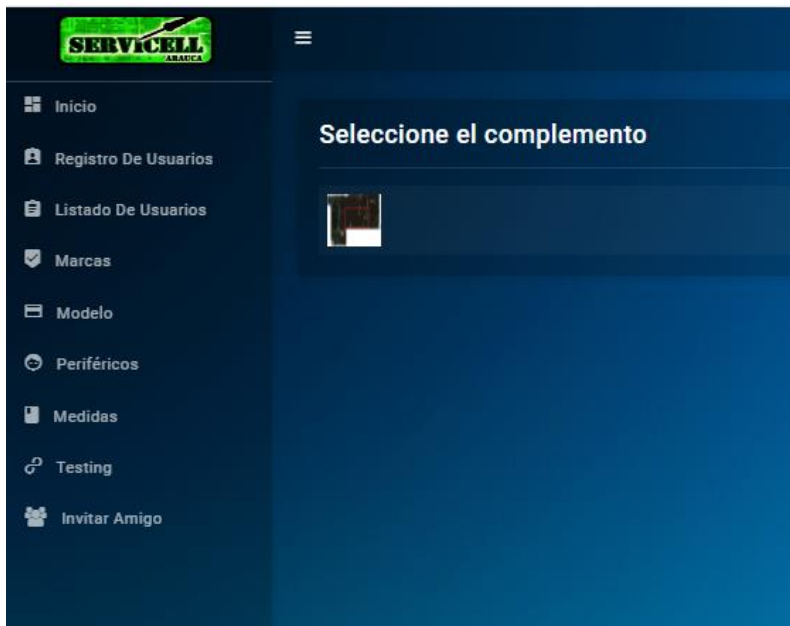 SERVICELL
ARAUCA
Inicio
Registro De Usuarios
Listado De Usuarios
Marcas
Modelo
Periféricos
Medidas
Testing
Invitar Amigo
Seleccione el complemento